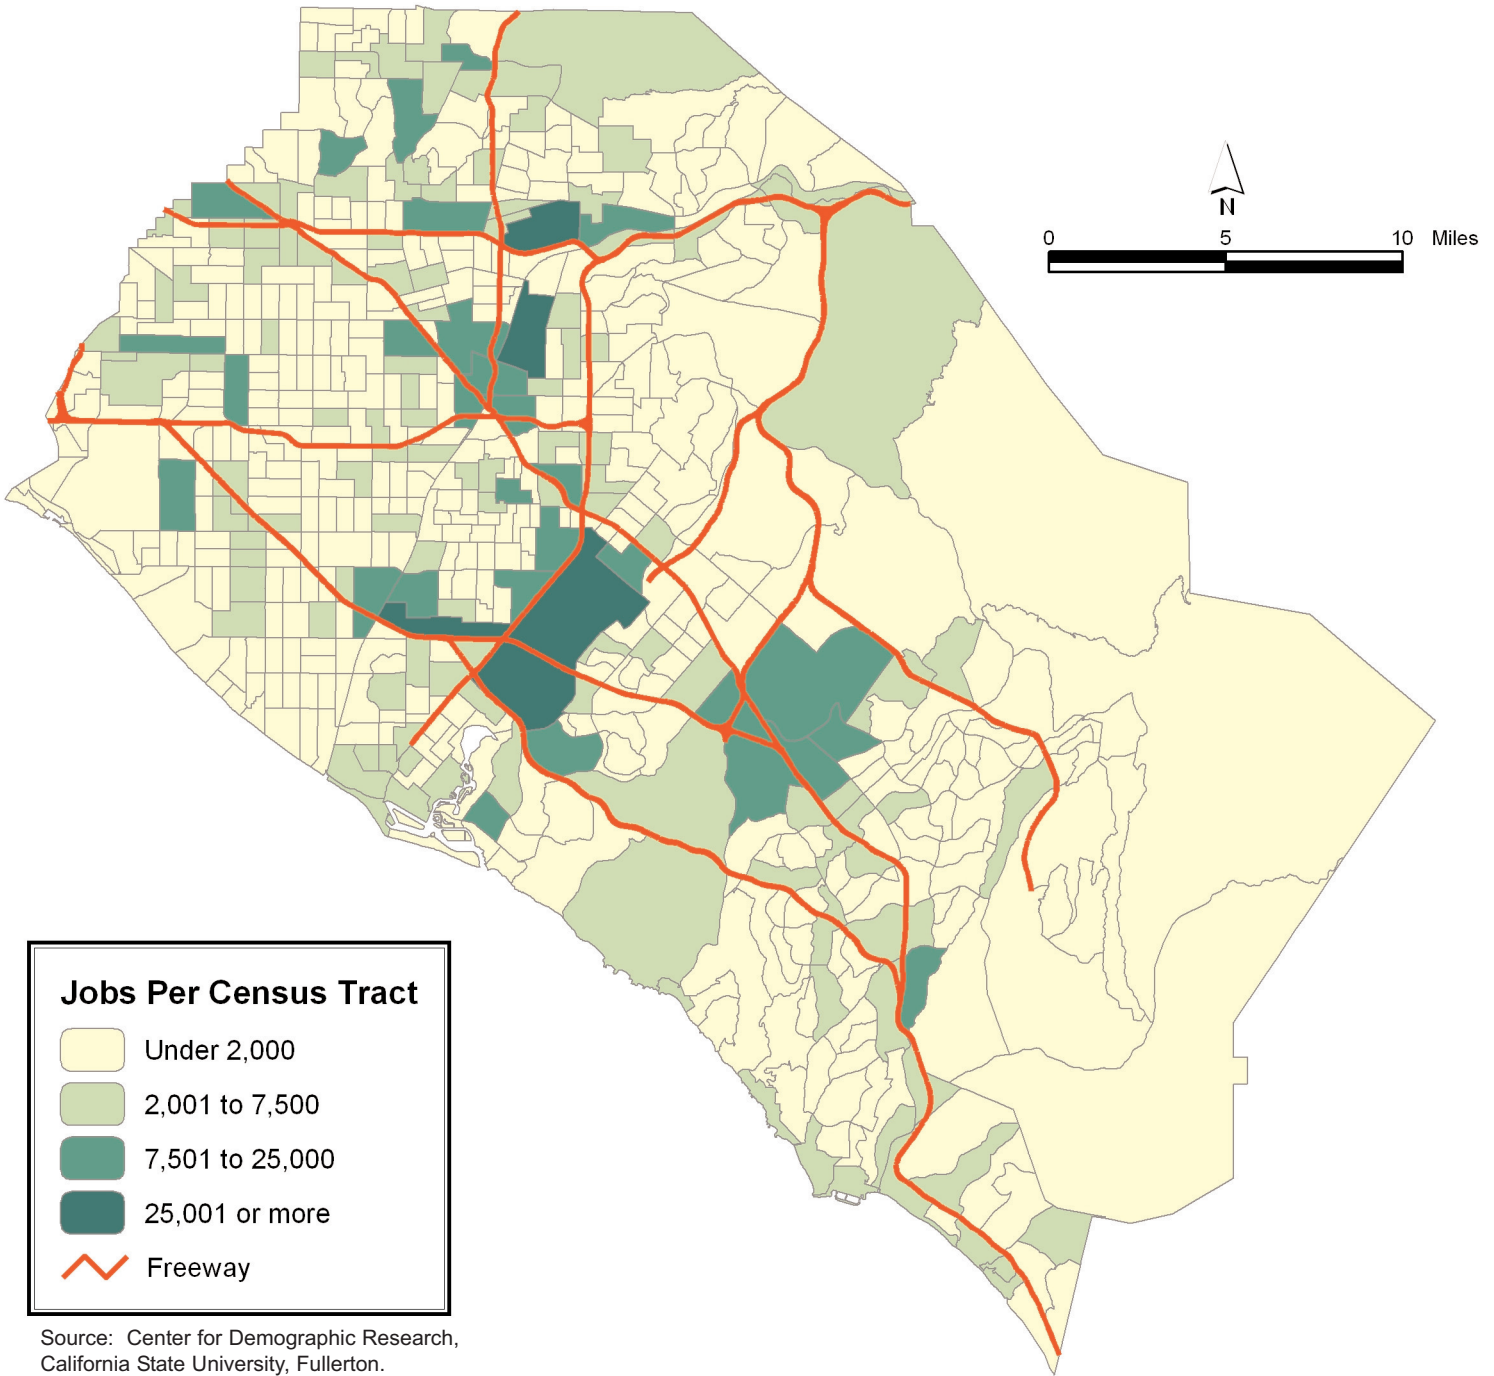 N
0 5 10 Miles
Jobs Per Census Tract
Under 2,000
2,001 to 7,500
7,501 to 25,000
25,001 or more
Freeway
Source: Center for Demographic Research,
California State University, Fullerton.